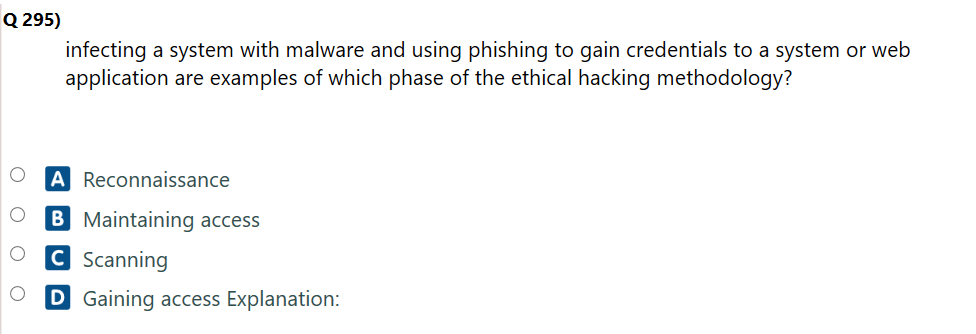 Q 295)
infecting a system with malware and using phishing to gain credentials to a system or web
application are examples of which phase of the ethical hacking methodology?
A Reconnaissance
B Maintaining access
C Scanning
D Gaining access Explanation: